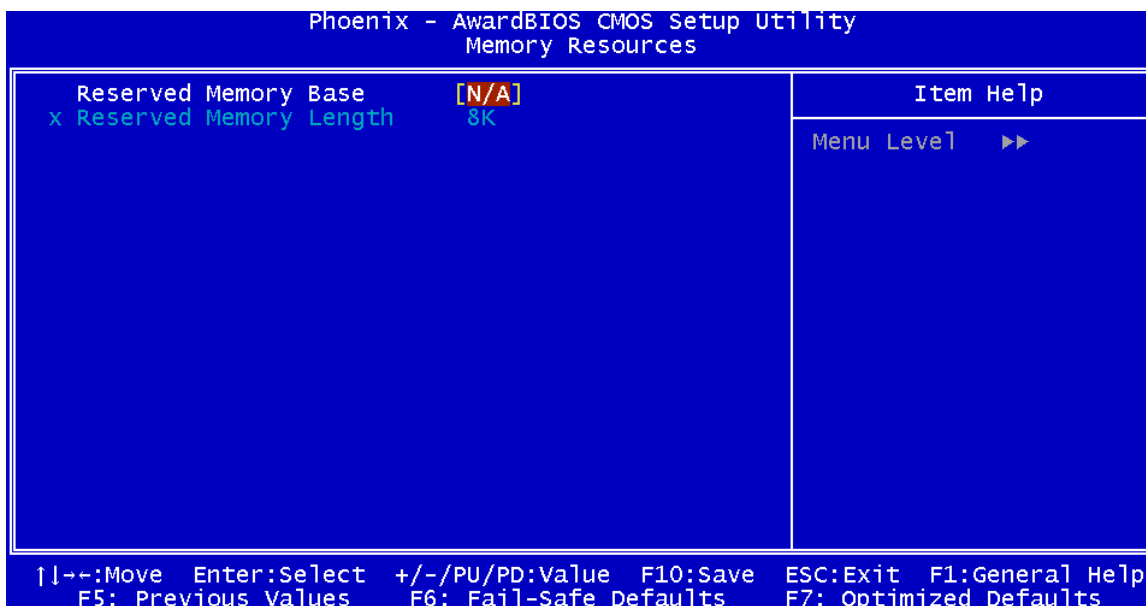 Phoenix - AwardBIOS CMOS Setup Utility
Memory Resources
Reserved Memory Base [N/A]
x Reserved Memory Length 8K
Item Help
Menu Level ▶▶
↑↓→←:Move Enter:Select +/-/PU/PD:Value F10:Save ESC:Exit F1:General Help
F5: Previous Values F6: Fail-Safe Defaults F7: Optimized Defaults